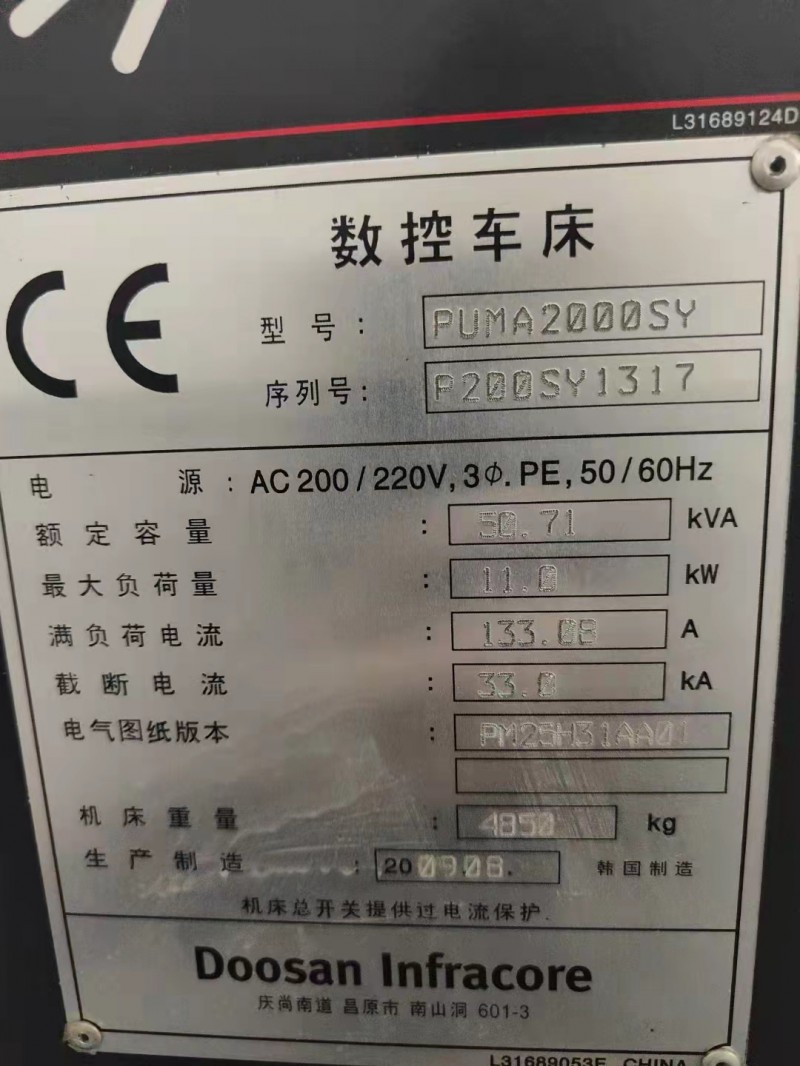 L31689124D
CE
数控车床
型号: PUMA2000SY
序列号: P200SY1317
电源: AC 200/220V, 3Φ. PE, 50/60Hz
额定容量: 50.71 kVA
最大负荷量: 11.0 kW
满负荷电流: 133.08 A
截断电流: 33.0 kA
电气图纸版本: PM25H31AA01
机床重量: 4850 kg
生产制造: 2009.08. 韩国制造
机床总开关提供过电流保护.
Doosan Infracore
庆尚南道 昌原市 南山洞 601-3
L31689053F CHINA